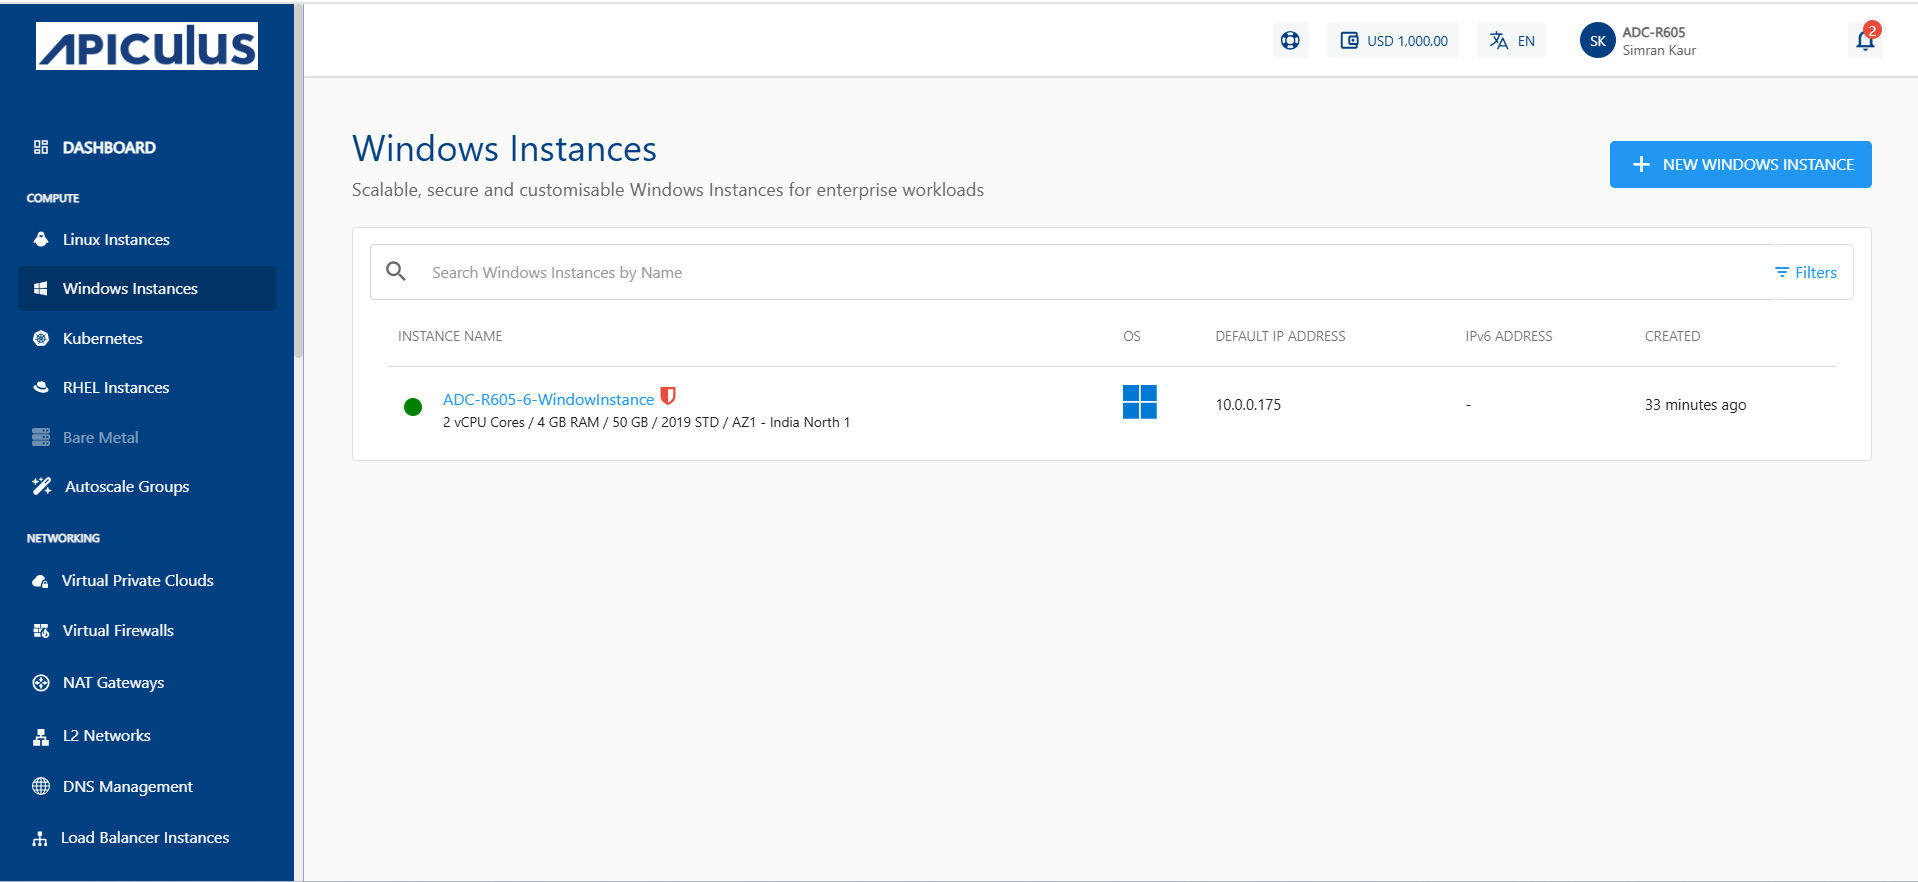 APICULUS
USD 1,000.00
EN
SK
ADC-R605
Simran Kaur
2
DASHBOARD
COMPUTE
Linux Instances
Windows Instances
Kubernetes
RHEL Instances
Bare Metal
Autoscale Groups
NETWORKING
Virtual Private Clouds
Virtual Firewalls
NAT Gateways
L2 Networks
DNS Management
Load Balancer Instances
Windows Instances
Scalable, secure and customisable Windows Instances for enterprise workloads
NEW WINDOWS INSTANCE
Search Windows Instances by Name
Filters
INSTANCE NAME OS DEFAULT IP ADDRESS IPv6 ADDRESS CREATED
ADC-R605-6-WindowInstance
2 vCPU Cores / 4 GB RAM / 50 GB / 2019 STD / AZ1 - India North 1
10.0.0.175 - 33 minutes ago